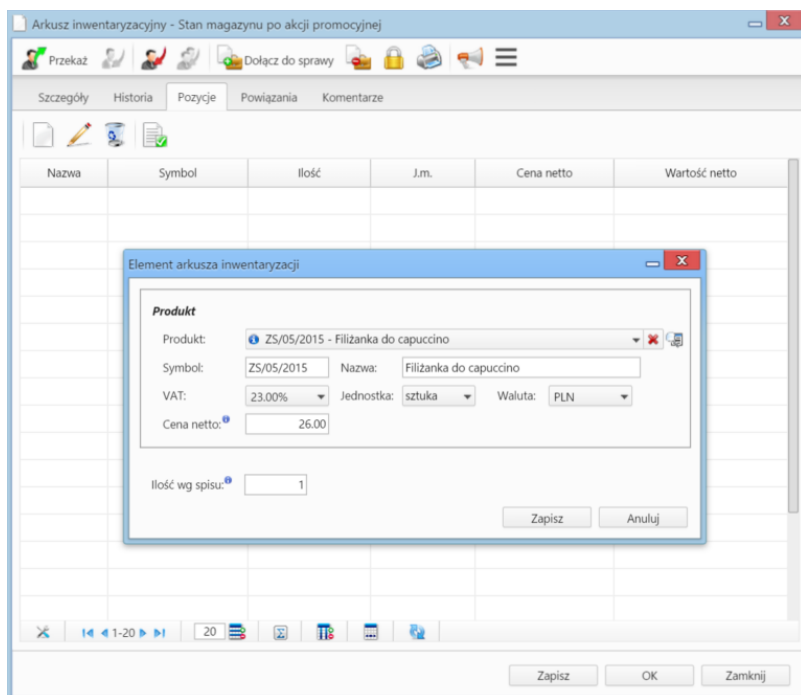 Arkusz inwentaryzacyjny - Stan magazynu po akcji promocyjnej
Przekaż Dołącz do sprawy
Szczegóły Historia Pozycje Powiązania Komentarze
Nazwa Symbol Ilość J.m. Cena netto Wartość netto
Element arkusza inwentaryzacji
Produkt
Produkt: ZS/05/2015 - Filiżanka do capuccino
Symbol: ZS/05/2015 Nazwa: Filiżanka do capuccino
VAT: 23.00% Jednostka: sztuka Waluta: PLN
Cena netto: 26.00
Ilość wg spisu: 1
Zapisz Anuluj
1-20 20
Zapisz OK Zamknij